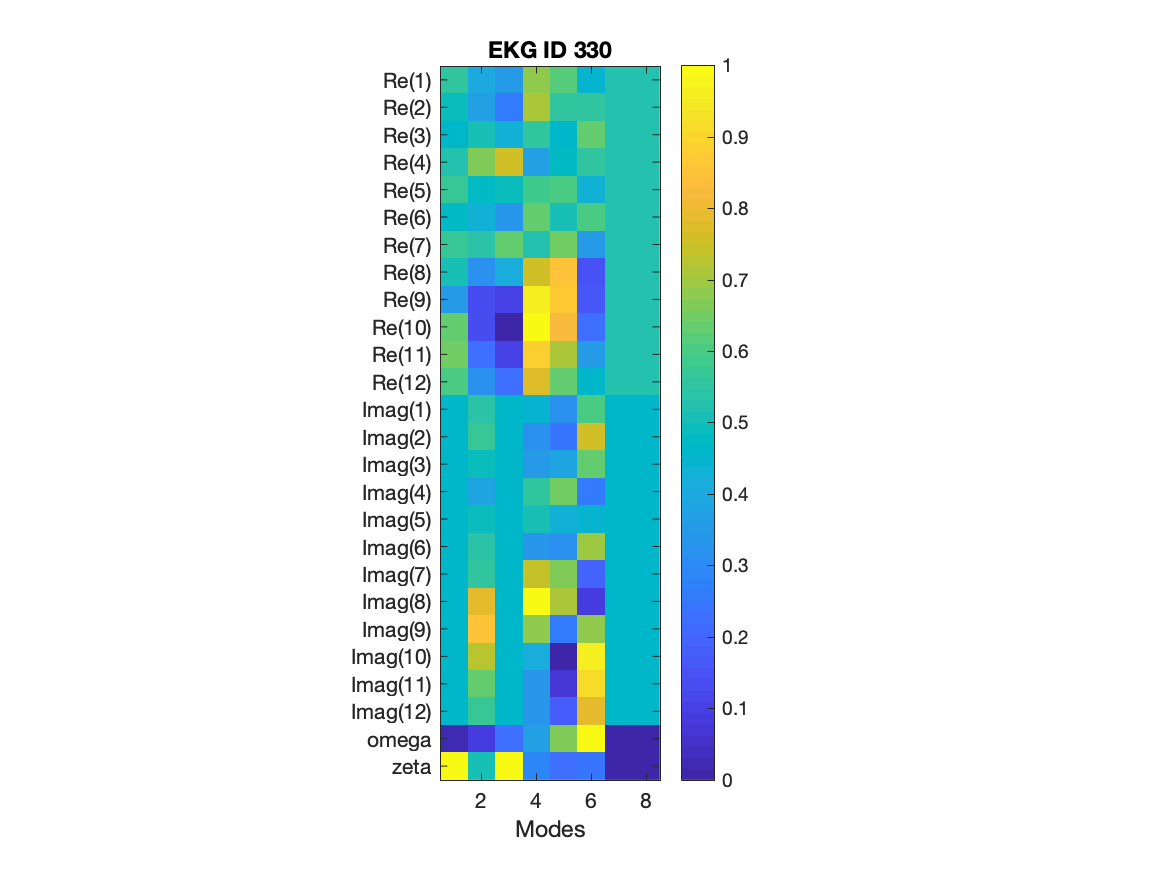 EKG ID 330
Re(1)
Re(2)
Re(3)
Re(4)
Re(5)
Re(6)
Re(7)
Re(8)
Re(9)
Re(10)
Re(11)
Re(12)
Imag(1)
Imag(2)
Imag(3)
Imag(4)
Imag(5)
Imag(6)
Imag(7)
Imag(8)
Imag(9)
Imag(10)
Imag(11)
Imag(12)
omega
zeta
2 4 6 8
Modes
1
0.9
0.8
0.7
0.6
0.5
0.4
0.3
0.2
0.1
0